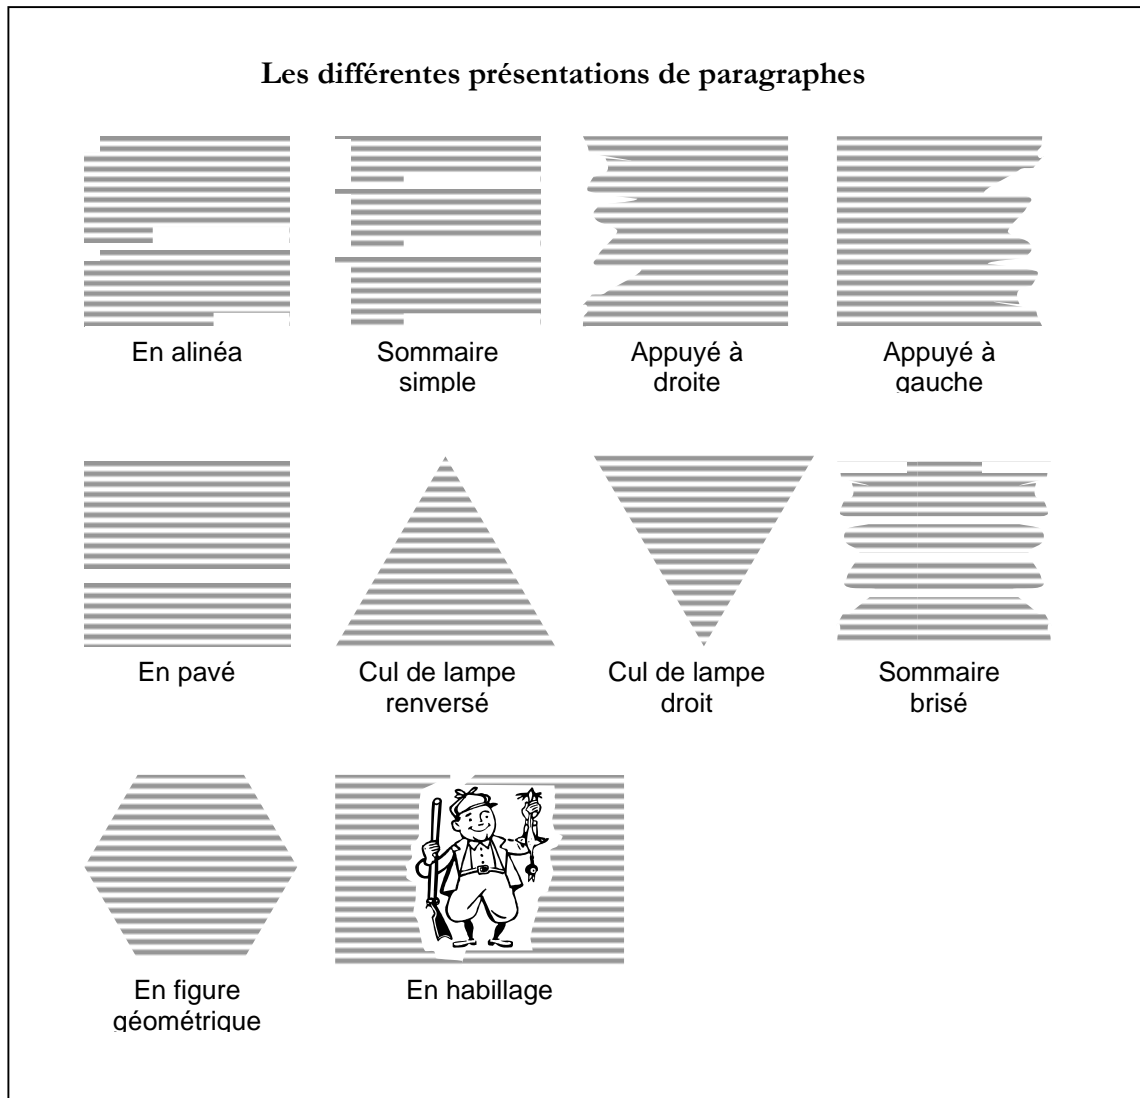 Les différentes présentations de paragraphes
En alinéa
Sommaire
simple
Appuyé à
droite
Appuyé à
gauche
En pavé
Cul de lampe
renversé
Cul de lampe
droit
Sommaire
brisé
En figure
géométrique
En habillage